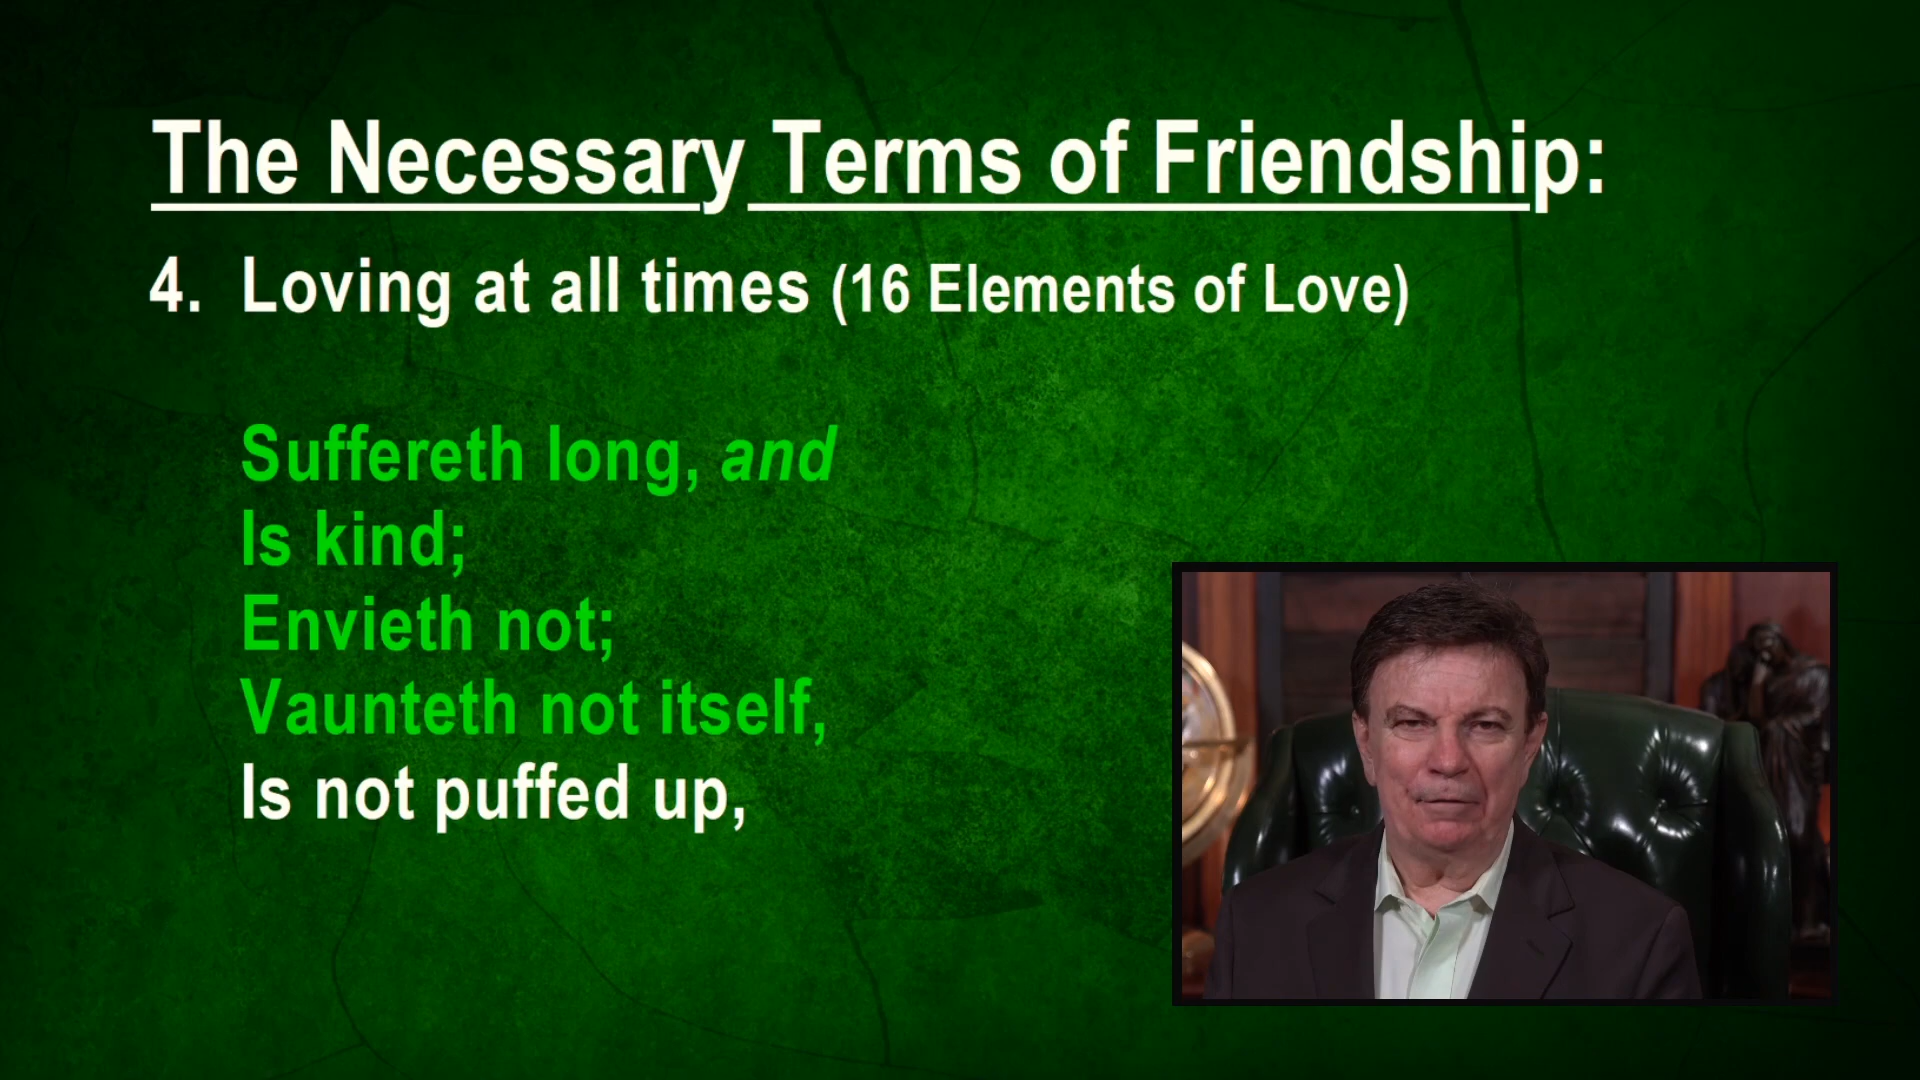 The Necessary Terms of Friendship:
4. Loving at all times (16 Elements of Love)
Suffereth long, and
Is kind;
Envieth not;
Vaunteth not itself,
Is not puffed up,